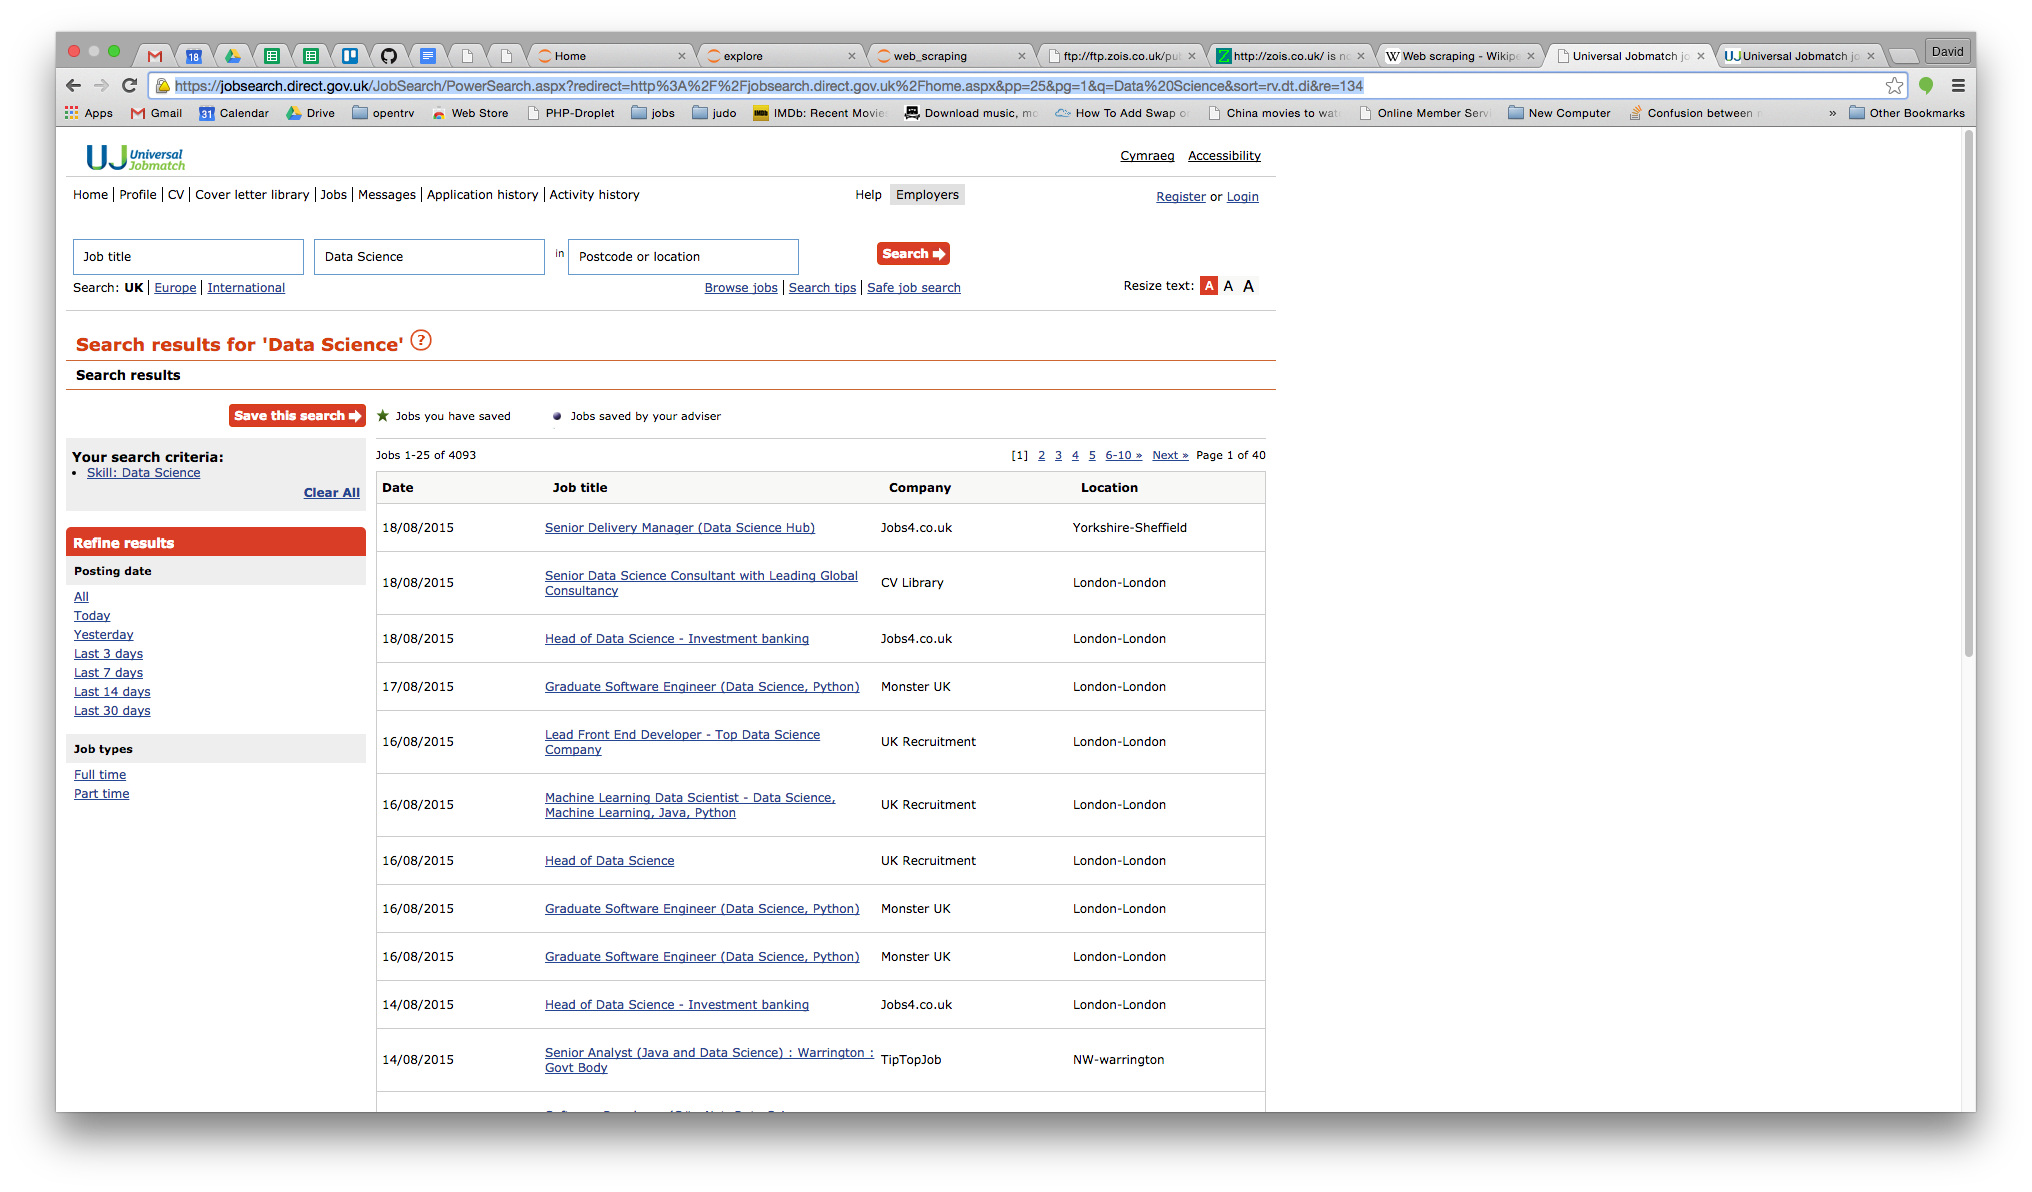 18 Home explore web_scraping ftp://ftp.zois.co.uk/pu http://zois.co.uk/ is no Web scraping - Wikipe Universal Jobmatch jo Universal Jobmatch jo David
https://jobsearch.direct.gov.uk/JobSearch/PowerSearch.aspx?redirect=http%3A%2F%2Fjobsearch.direct.gov.uk%2Fhome.aspx&pp=25&pg=1&q=Data%20Science&sort=rv.dt.di&re=134
Apps Gmail 31 Calendar Drive opentrv Web Store PHP-Droplet jobs judo IMDb IMDb: Recent Movie Download music, mo How To Add Swap o China movies to wat Online Member Serv New Computer Confusion between » Other Bookmarks
UJ Universal Jobmatch
Cymraeg Accessibility
Home | Profile | CV | Cover letter library | Jobs | Messages | Application history | Activity history Help Employers Register or Login
Job title Data Science in Postcode or location Search
Search: UK | Europe | International Browse jobs | Search tips | Safe job search Resize text: A A A
Search results for 'Data Science' ?
Search results
Save this search Jobs you have saved Jobs saved by your adviser
Your search criteria:
• Skill: Data Science
Clear All
Refine results
Posting date
All
Today
Yesterday
Last 3 days
Last 7 days
Last 14 days
Last 30 days
Job types
Full time
Part time
Jobs 1-25 of 4093 [1] 2 3 4 5 6-10 » Next » Page 1 of 40
Date Job title Company Location
18/08/2015 Senior Delivery Manager (Data Science Hub) Jobs4.co.uk Yorkshire-Sheffield
18/08/2015 Senior Data Science Consultant with Leading Global Consultancy CV Library London-London
18/08/2015 Head of Data Science - Investment banking Jobs4.co.uk London-London
17/08/2015 Graduate Software Engineer (Data Science, Python) Monster UK London-London
16/08/2015 Lead Front End Developer - Top Data Science Company UK Recruitment London-London
16/08/2015 Machine Learning Data Scientist - Data Science, Machine Learning, Java, Python UK Recruitment London-London
16/08/2015 Head of Data Science UK Recruitment London-London
16/08/2015 Graduate Software Engineer (Data Science, Python) Monster UK London-London
16/08/2015 Graduate Software Engineer (Data Science, Python) Monster UK London-London
14/08/2015 Head of Data Science - Investment banking Jobs4.co.uk London-London
14/08/2015 Senior Analyst (Java and Data Science) : Warrington : Govt Body TipTopJob NW-warrington